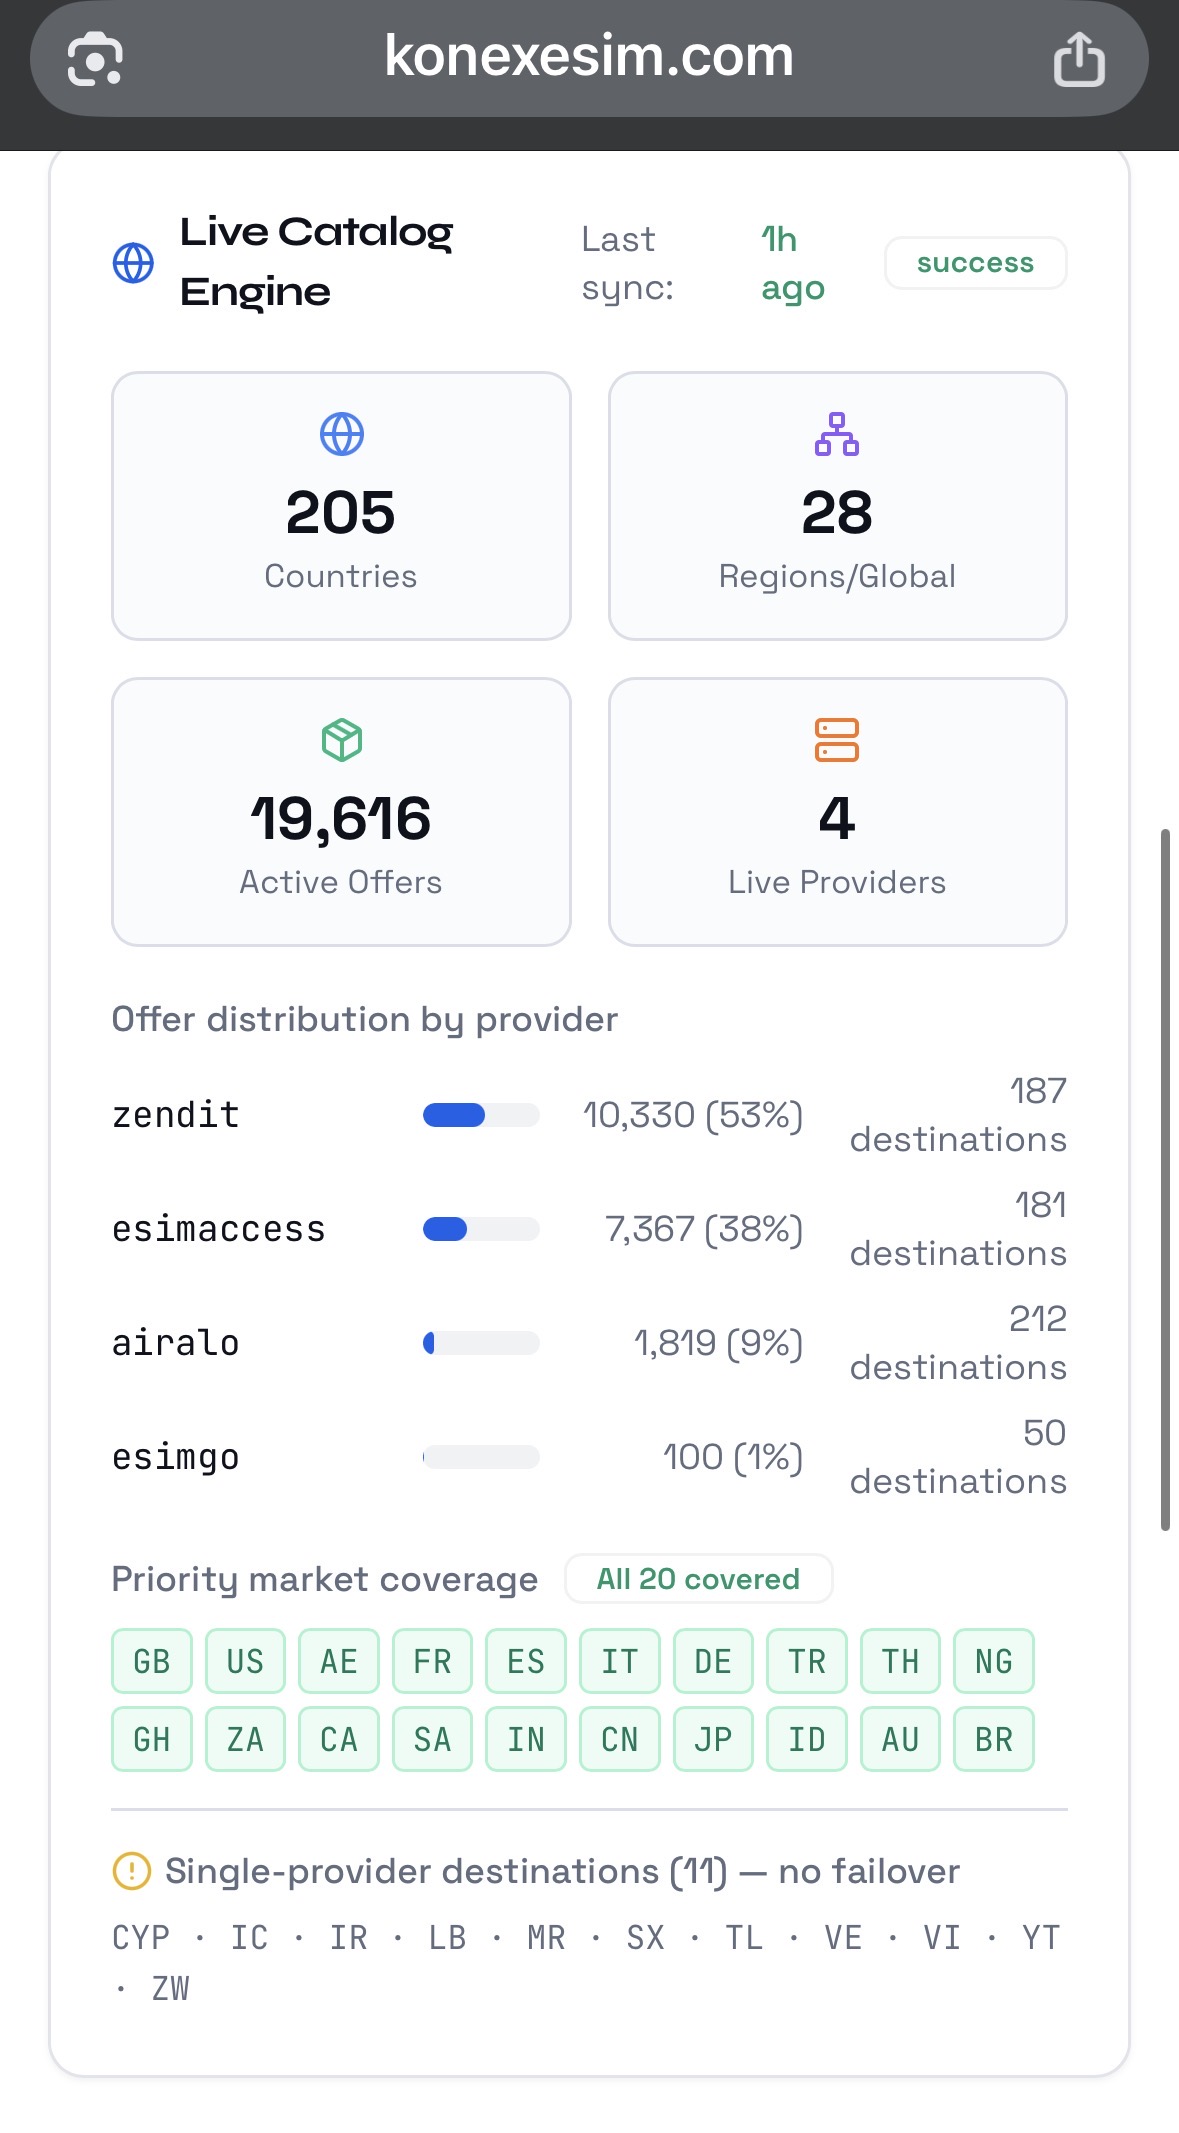 konexesim.com
Live Catalog
Engine
Last
sync:
1h
ago
success
205
Countries
28
Regions/Global
19,616
Active Offers
4
Live Providers
Offer distribution by provider
zendit 10,330 (53%) 187
destinations
esimaccess 7,367 (38%) 181
destinations
airalo 1,819 (9%) 212
destinations
esimgo 100 (1%) 50
destinations
Priority market coverage All 20 covered
GB US AE FR ES IT DE TR TH NG
GH ZA CA SA IN CN JP ID AU BR
Single-provider destinations (11) — no failover
CYP · IC · IR · LB · MR · SX · TL · VE · VI · YT
· ZW